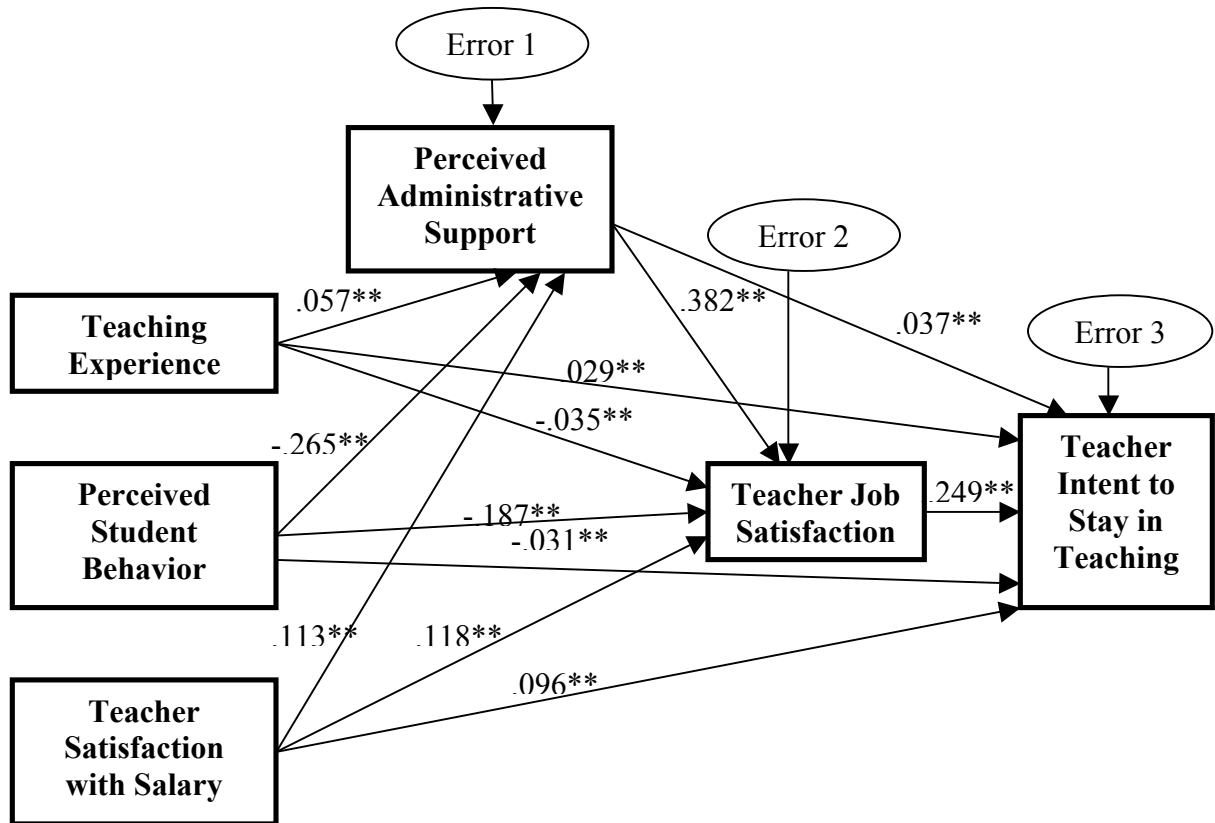 Error 1
Perceived
Administrative
Support
Error 2
.057**
.382**
.037**
Error 3
Teaching
Experience
.029**
-.035**
-.265**
Perceived
Student
Behavior
Teacher Job
Satisfaction
.249**
Teacher
Intent to
Stay in
Teaching
-.187**
-.031**
.113**
.118**
.096**
Teacher
Satisfaction
with Salary